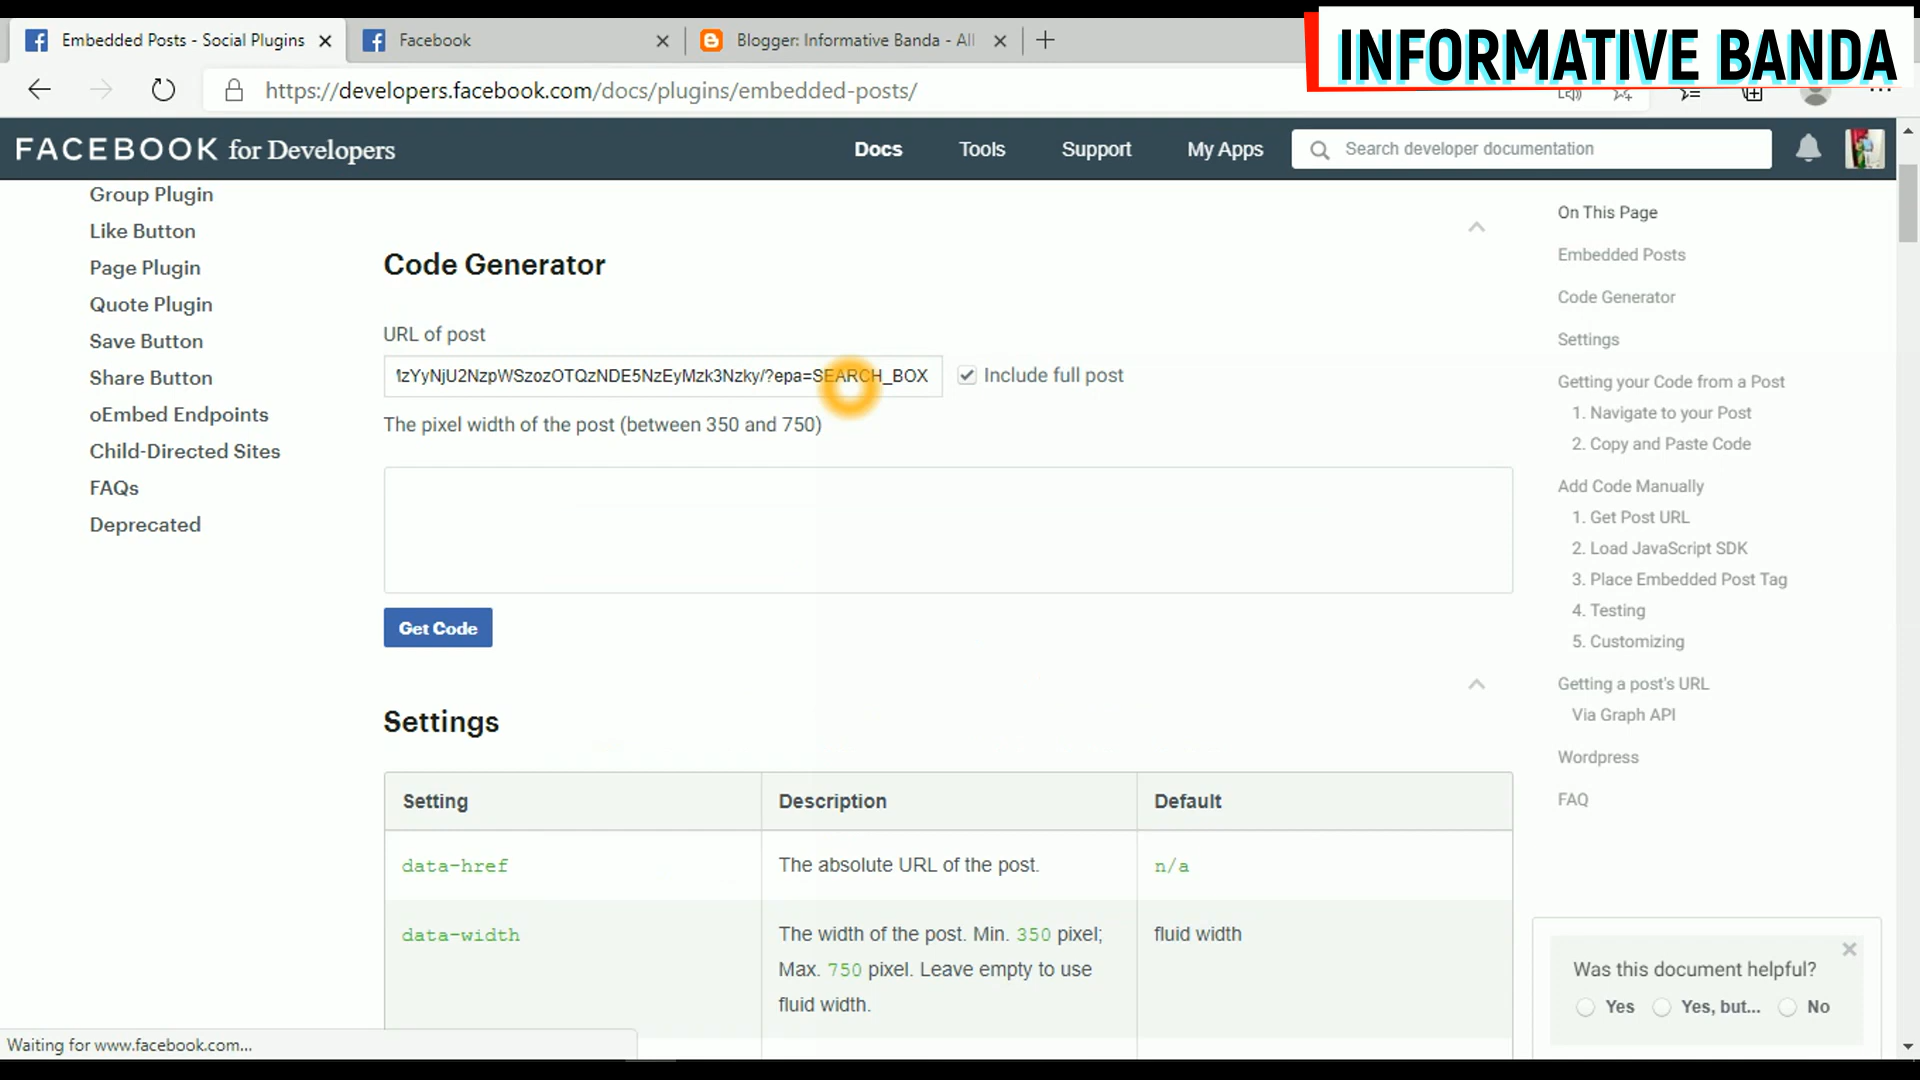 Embedded Posts - Social Plugins
Facebook
Blogger: Informative Banda - All
INFORMATIVE BANDA
https://developers.facebook.com/docs/plugins/embedded-posts/
FACEBOOK for Developers
Docs
Tools
Support
My Apps
Search developer documentation
Group Plugin
Like Button
Page Plugin
Quote Plugin
Save Button
Share Button
oEmbed Endpoints
Child-Directed Sites
FAQs
Deprecated
Code Generator
URL of post
zYyNjU2NzpWSzozOTQzNDE5NzEyMzk3Nzky/?epa=SEARCH_BOX
Include full post
The pixel width of the post (between 350 and 750)
Get Code
Settings
Setting
Description
Default
data-href
The absolute URL of the post.
n/a
data-width
The width of the post. Min. 350 pixel;
Max. 750 pixel. Leave empty to use
fluid width.
fluid width
On This Page
Embedded Posts
Code Generator
Settings
Getting your Code from a Post
1. Navigate to your Post
2. Copy and Paste Code
Add Code Manually
1. Get Post URL
2. Load JavaScript SDK
3. Place Embedded Post Tag
4. Testing
5. Customizing
Getting a post's URL
Via Graph API
Wordpress
FAQ
Was this document helpful?
Yes
Yes, but...
No
Waiting for www.facebook.com...